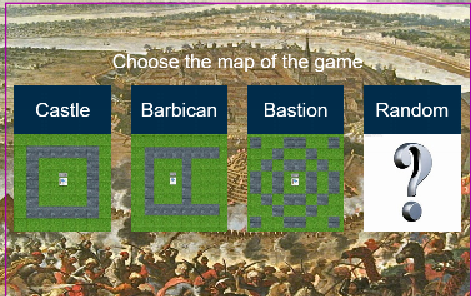 Choose the map of the game
Castle
Barbican
Bastion
Random
?